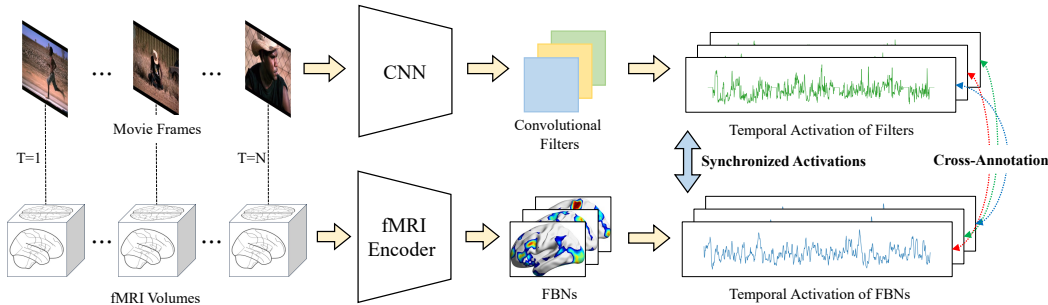 Movie Frames
CNN
Convolutional
Filters
Temporal Activation of Filters
T=1
T=N
Synchronized Activations
Cross-Annotation
fMRI
Encoder
fMRI Volumes
FBNs
Temporal Activation of FBNs